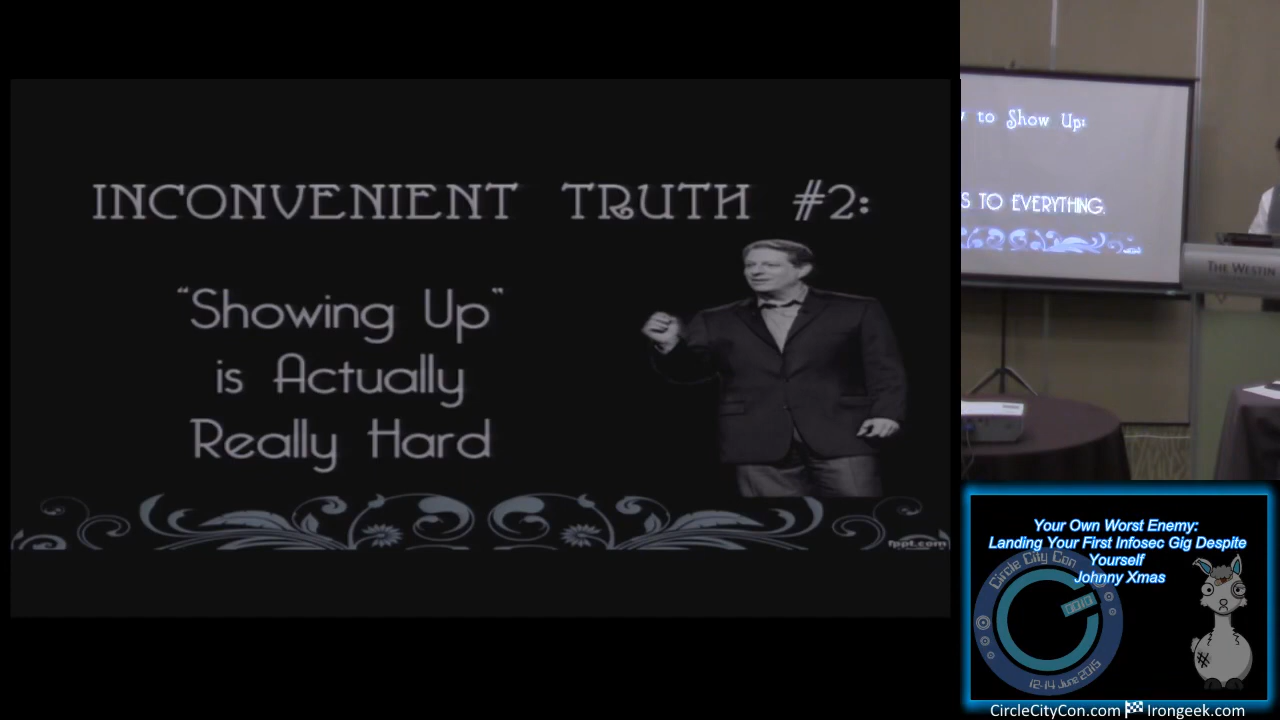 INCONVENIENT TRUTH #2:
"Showing Up"
is Actually
Really Hard
fppt.com
to Show Up:
S TO EVERYTHING.
THE WESTIN
Your Own Worst Enemy:
Landing Your First Infosec Gig Despite
Yourself
Johnny Xmas
Circle City Con
12-14 June 2015
CircleCityCon.com Irongeek.com